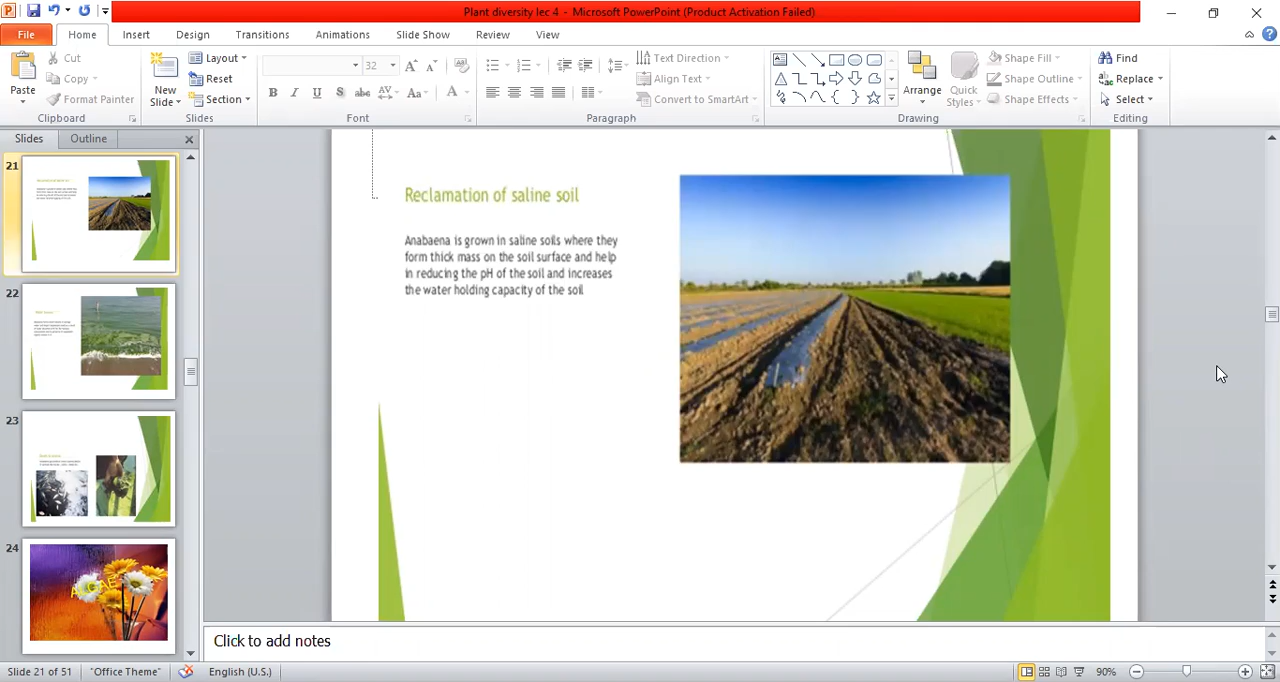 Plant diversity lec 4 - Microsoft PowerPoint (Product Activation Failed)
File Home Insert Design Transitions Animations Slide Show Review View
Paste
Cut
Copy
Format Painter
Clipboard
New Slide
Layout
Reset
Section
Slides
32
Font
Text Direction
Align Text
Convert to SmartArt
Paragraph
Arrange
Quick Styles
Shape Fill
Shape Outline
Shape Effects
Drawing
Find
Replace
Select
Editing
Slides Outline
21
22
23
24
ALGAE
Reclamation of saline soil
Anabaena is grown in saline soils where they
form thick mass on the soil surface and help
in reducing the pH of the soil and increases
the water holding capacity of the soil
Click to add notes
Slide 21 of 51 "Office Theme" English (U.S.) 90%